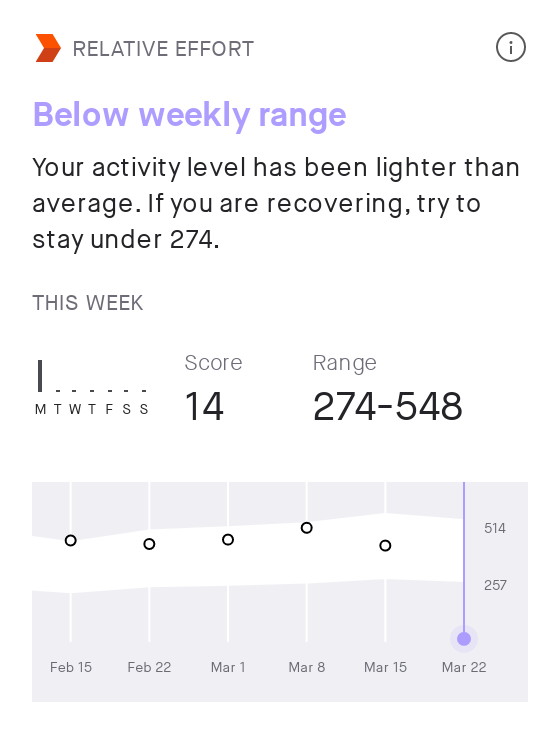 RELATIVE EFFORT
Below weekly range
Your activity level has been lighter than
average. If you are recovering, try to
stay under 274.
THIS WEEK
Score Range
14 274-548
M T W T F S S
514
257
Feb 15 Feb 22 Mar 1 Mar 8 Mar 15 Mar 22